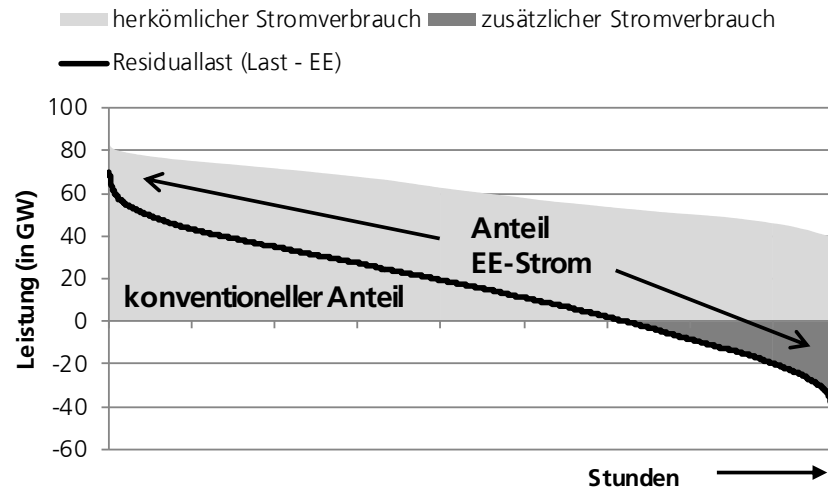 herkömlicher Stromverbrauch zusätzlicher Stromverbrauch
Residuallast (Last - EE)
100
80
60
40
20
0
-20
-40
-60
Leistung (in GW)
Anteil
EE-Strom
konventioneller Anteil
Stunden